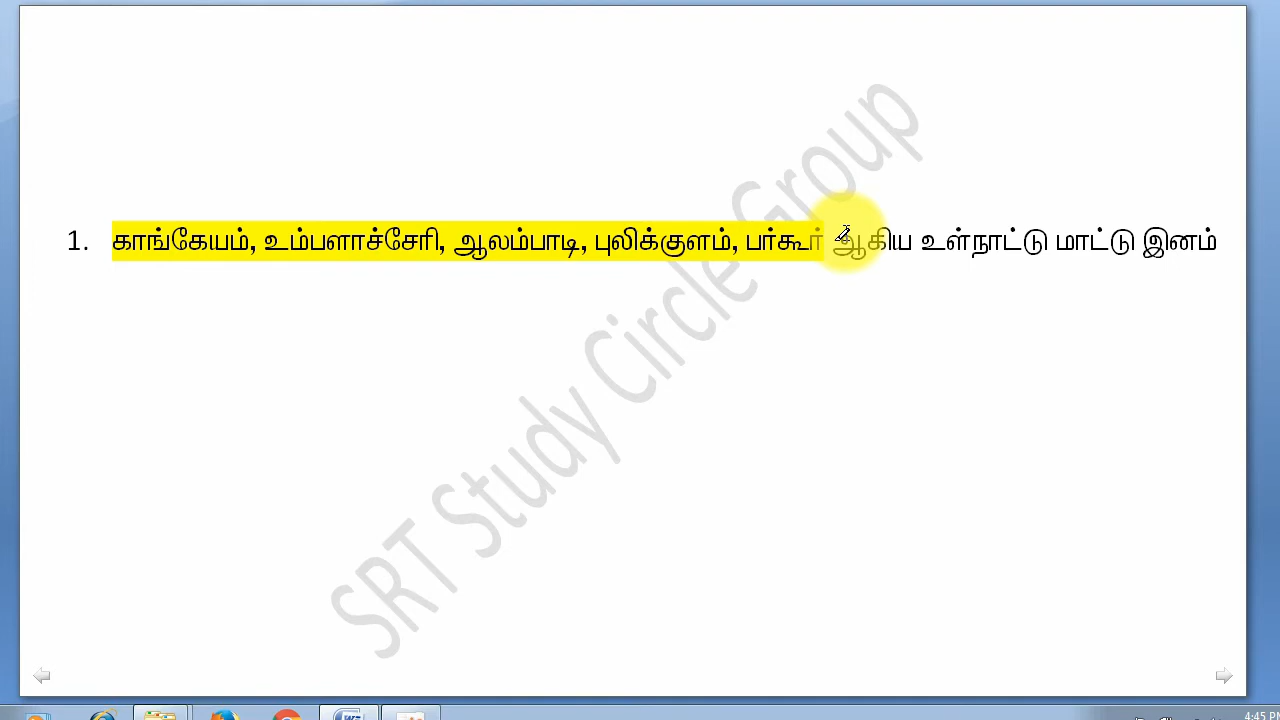 SRT Study Circle Group
1. காங்கேயம், உம்பளாச்சேரி, ஆலம்பாடி, புலிக்குளம், பர்கூர் ஆகிய உள்நாட்டு மாட்டு இனம்